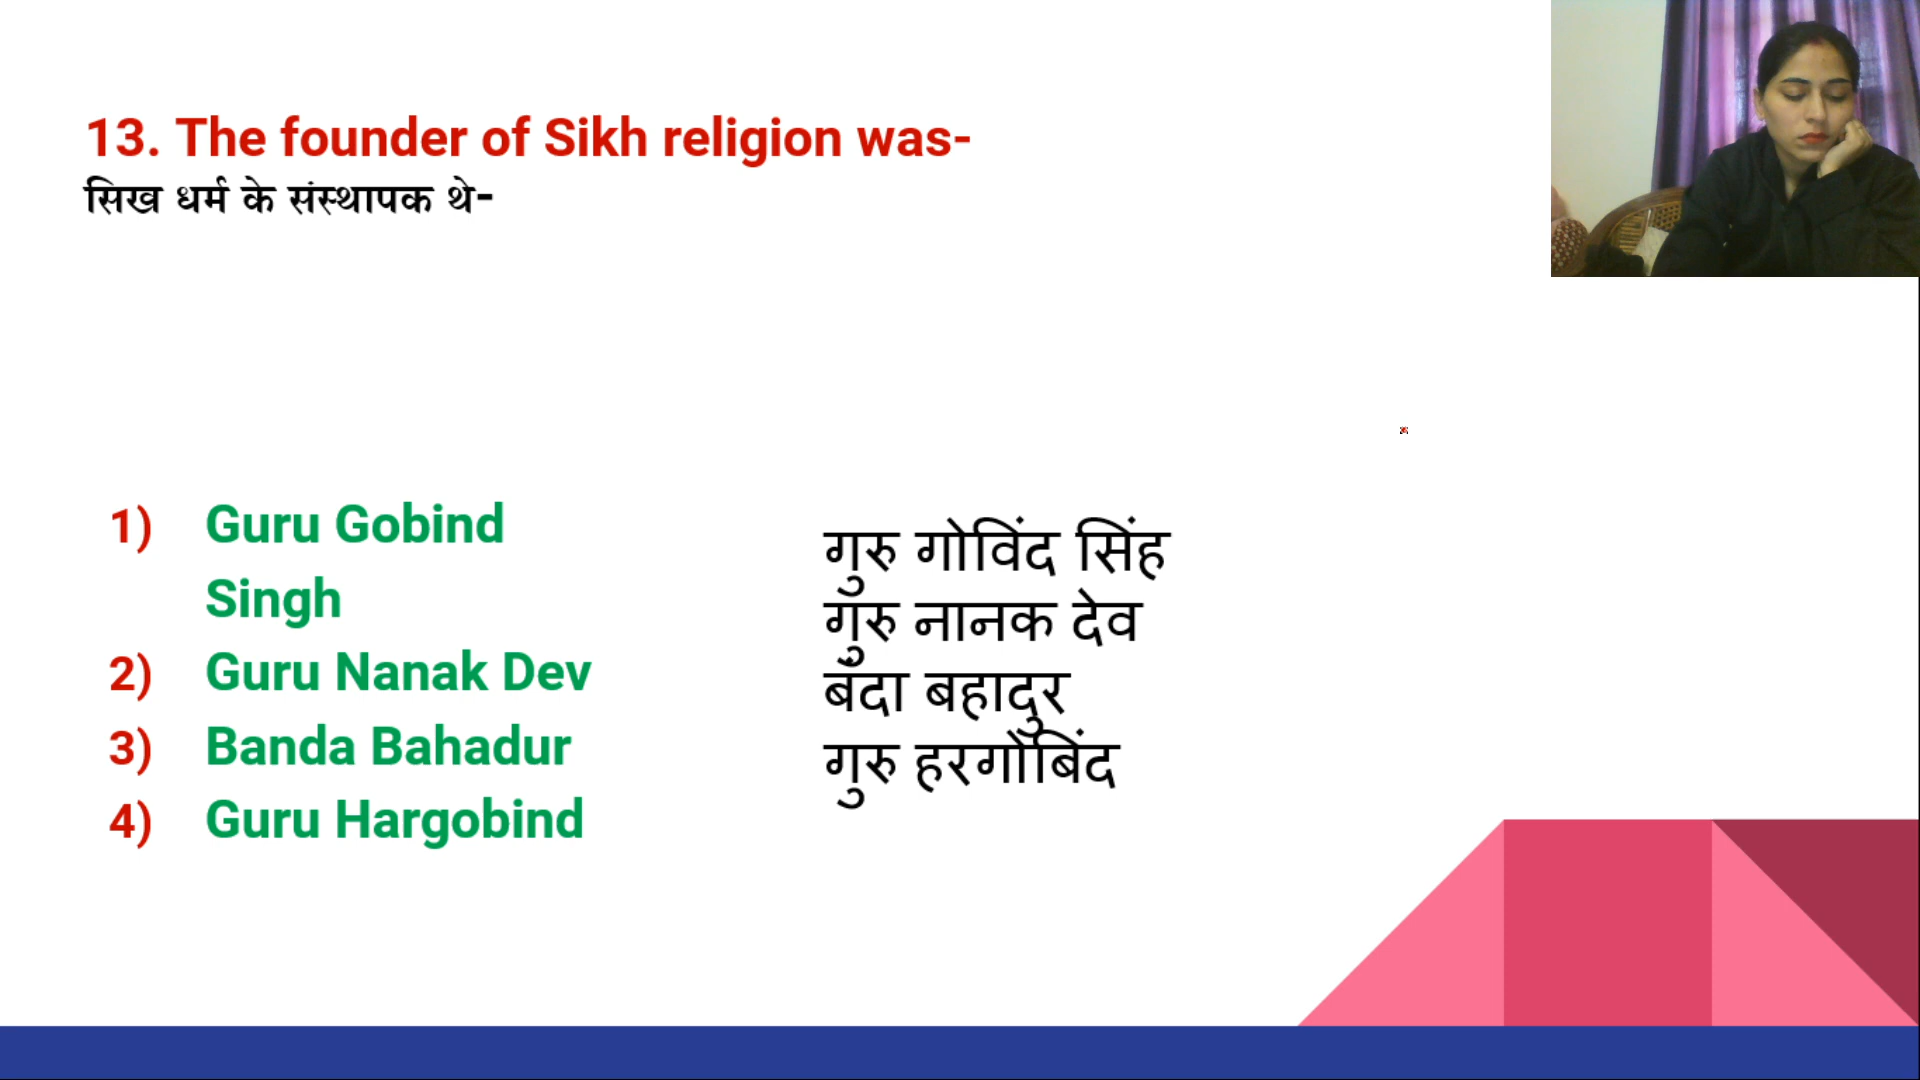 13. The founder of Sikh religion was-
सिख धर्म के संस्थापक थे-
1) Guru Gobind
Singh
2) Guru Nanak Dev
3) Banda Bahadur
4) Guru Hargobind
गुरु गोविंद सिंह
गुरु नानक देव
बंदा बहादुर
गुरु हरगोबिंद